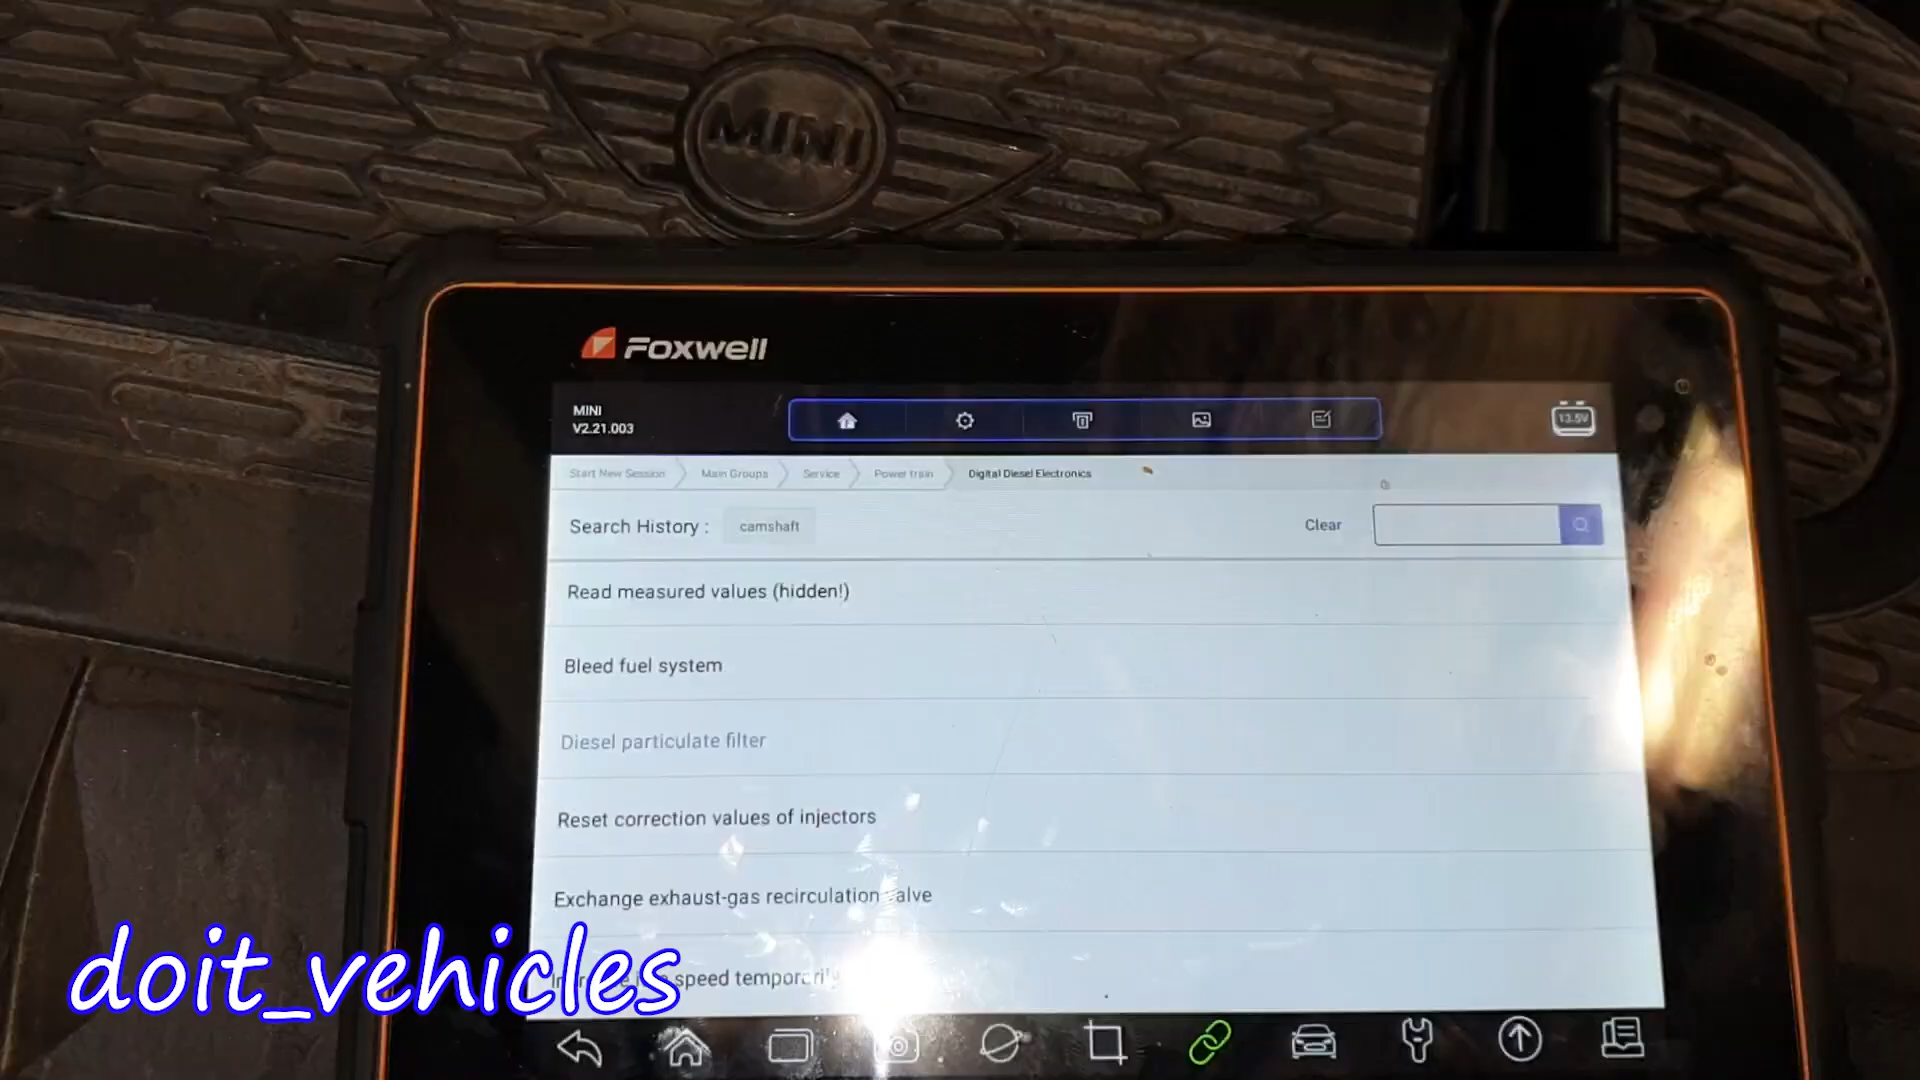 MINI
FOXWELL
MINI
V2.21.003
13.5V
Start New Session
Main Groups
Service
Power train
Digital Diesel Electronics
Search History :
camshaft
Clear
Read measured values (hidden!)
Bleed fuel system
Diesel particulate filter
Reset correction values of injectors
Exchange exhaust-gas recirculation valve
speed temporarily
doit_vehicles